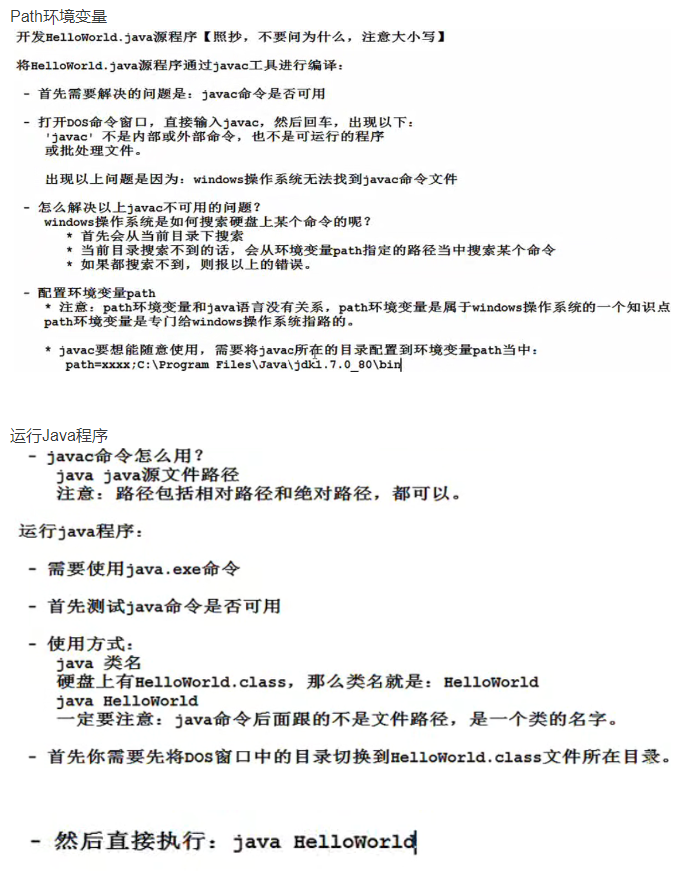 Path环境变量
开发HelloWorld.java源程序【照抄，不要问为什么，注意大小写】
将HelloWorld.java源程序通过javac工具进行编译：
- 首先需要解决的问题是：javac命令是否可用
- 打开DOS命令窗口，直接输入javac，然后回车，出现以下：
'javac' 不是内部或外部命令，也不是可运行的程序
或批处理文件。
出现以上问题是因为：windows操作系统无法找到javac命令文件
- 怎么解决以上javac不可用的问题？
windows操作系统是如何搜索硬盘上某个命令的呢？
* 首先会从当前目录下搜索
* 当前目录搜索不到的话，会从环境变量path指定的路径当中搜索某个命令
* 如果都搜索不到，则报以上的错误。
- 配置环境变量path
* 注意：path环境变量和java语言没有关系，path环境变量是属于windows操作系统的一个知识点
path环境变量是专门给windows操作系统指路的。
* javac要想能随意使用，需要将javac所在的目录配置到环境变量path当中：
path=xxxx;C:\Program Files\Java\jdk1.7.0_80\bin
运行Java程序
- javac命令怎么用？
java java源文件路径
注意：路径包括相对路径和绝对路径，都可以。
运行java程序：
- 需要使用java.exe命令
- 首先测试java命令是否可用
- 使用方式：
java 类名
硬盘上有HelloWorld.class，那么类名就是：HelloWorld
java HelloWorld
一定要注意：java命令后面跟的不是文件路径，是一个类的名字。
- 首先你需要先将DOS窗口中的目录切换到HelloWorld.class文件所在目录。
- 然后直接执行：java HelloWorld